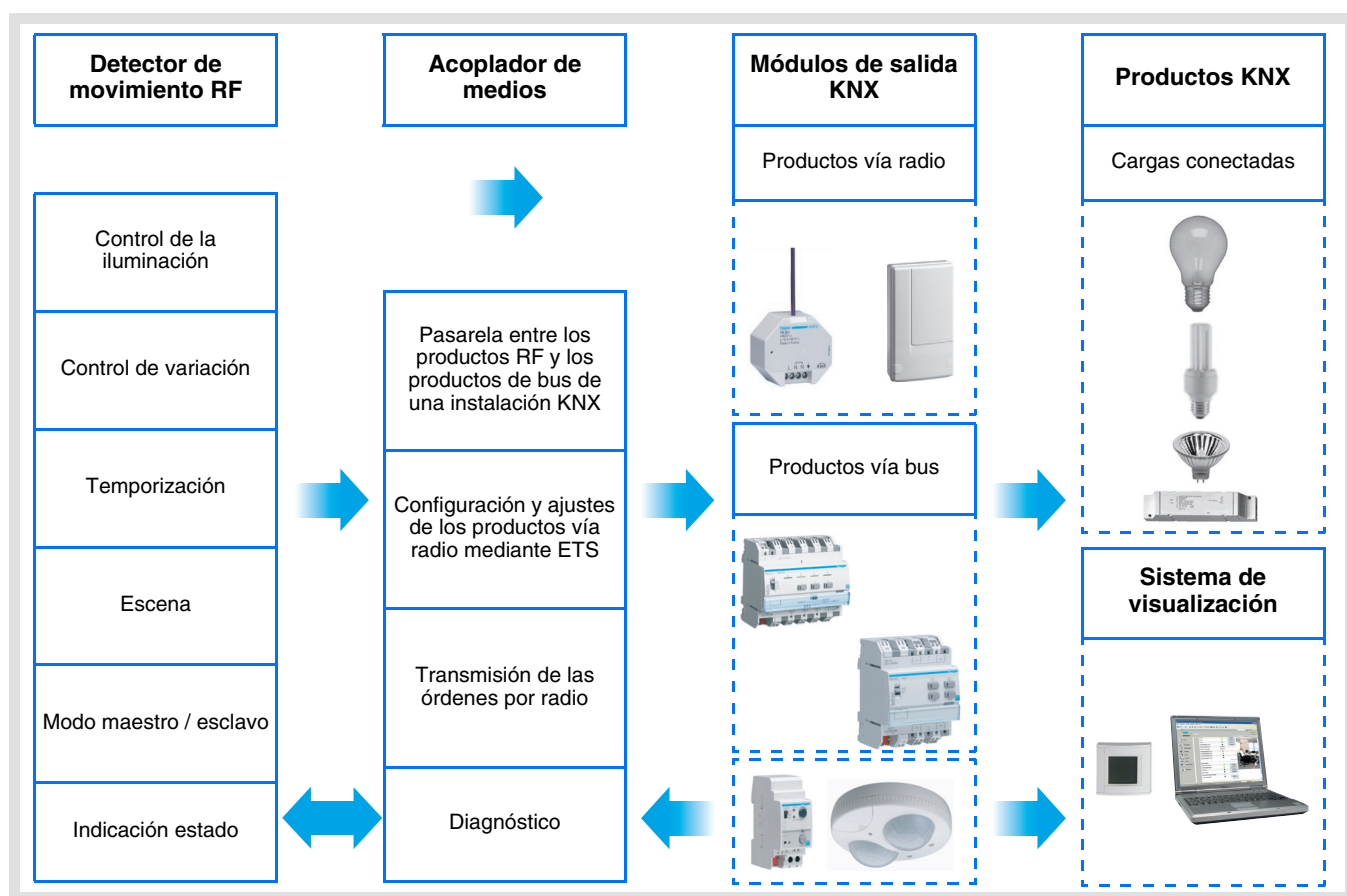 Detector de
movimiento RF
Control de la
iluminación
Control de variación
Temporización
Escena
Modo maestro / esclavo
Indicación estado
Acoplador de
medios
Pasarela entre los
productos RF y los
productos de bus de
una instalación KNX
Configuración y ajustes
de los productos vía
radio mediante ETS
Transmisión de las
órdenes por radio
Diagnóstico
Módulos de salida
KNX
Productos vía radio
Productos vía bus
Productos KNX
Cargas conectadas
Sistema de
visualización